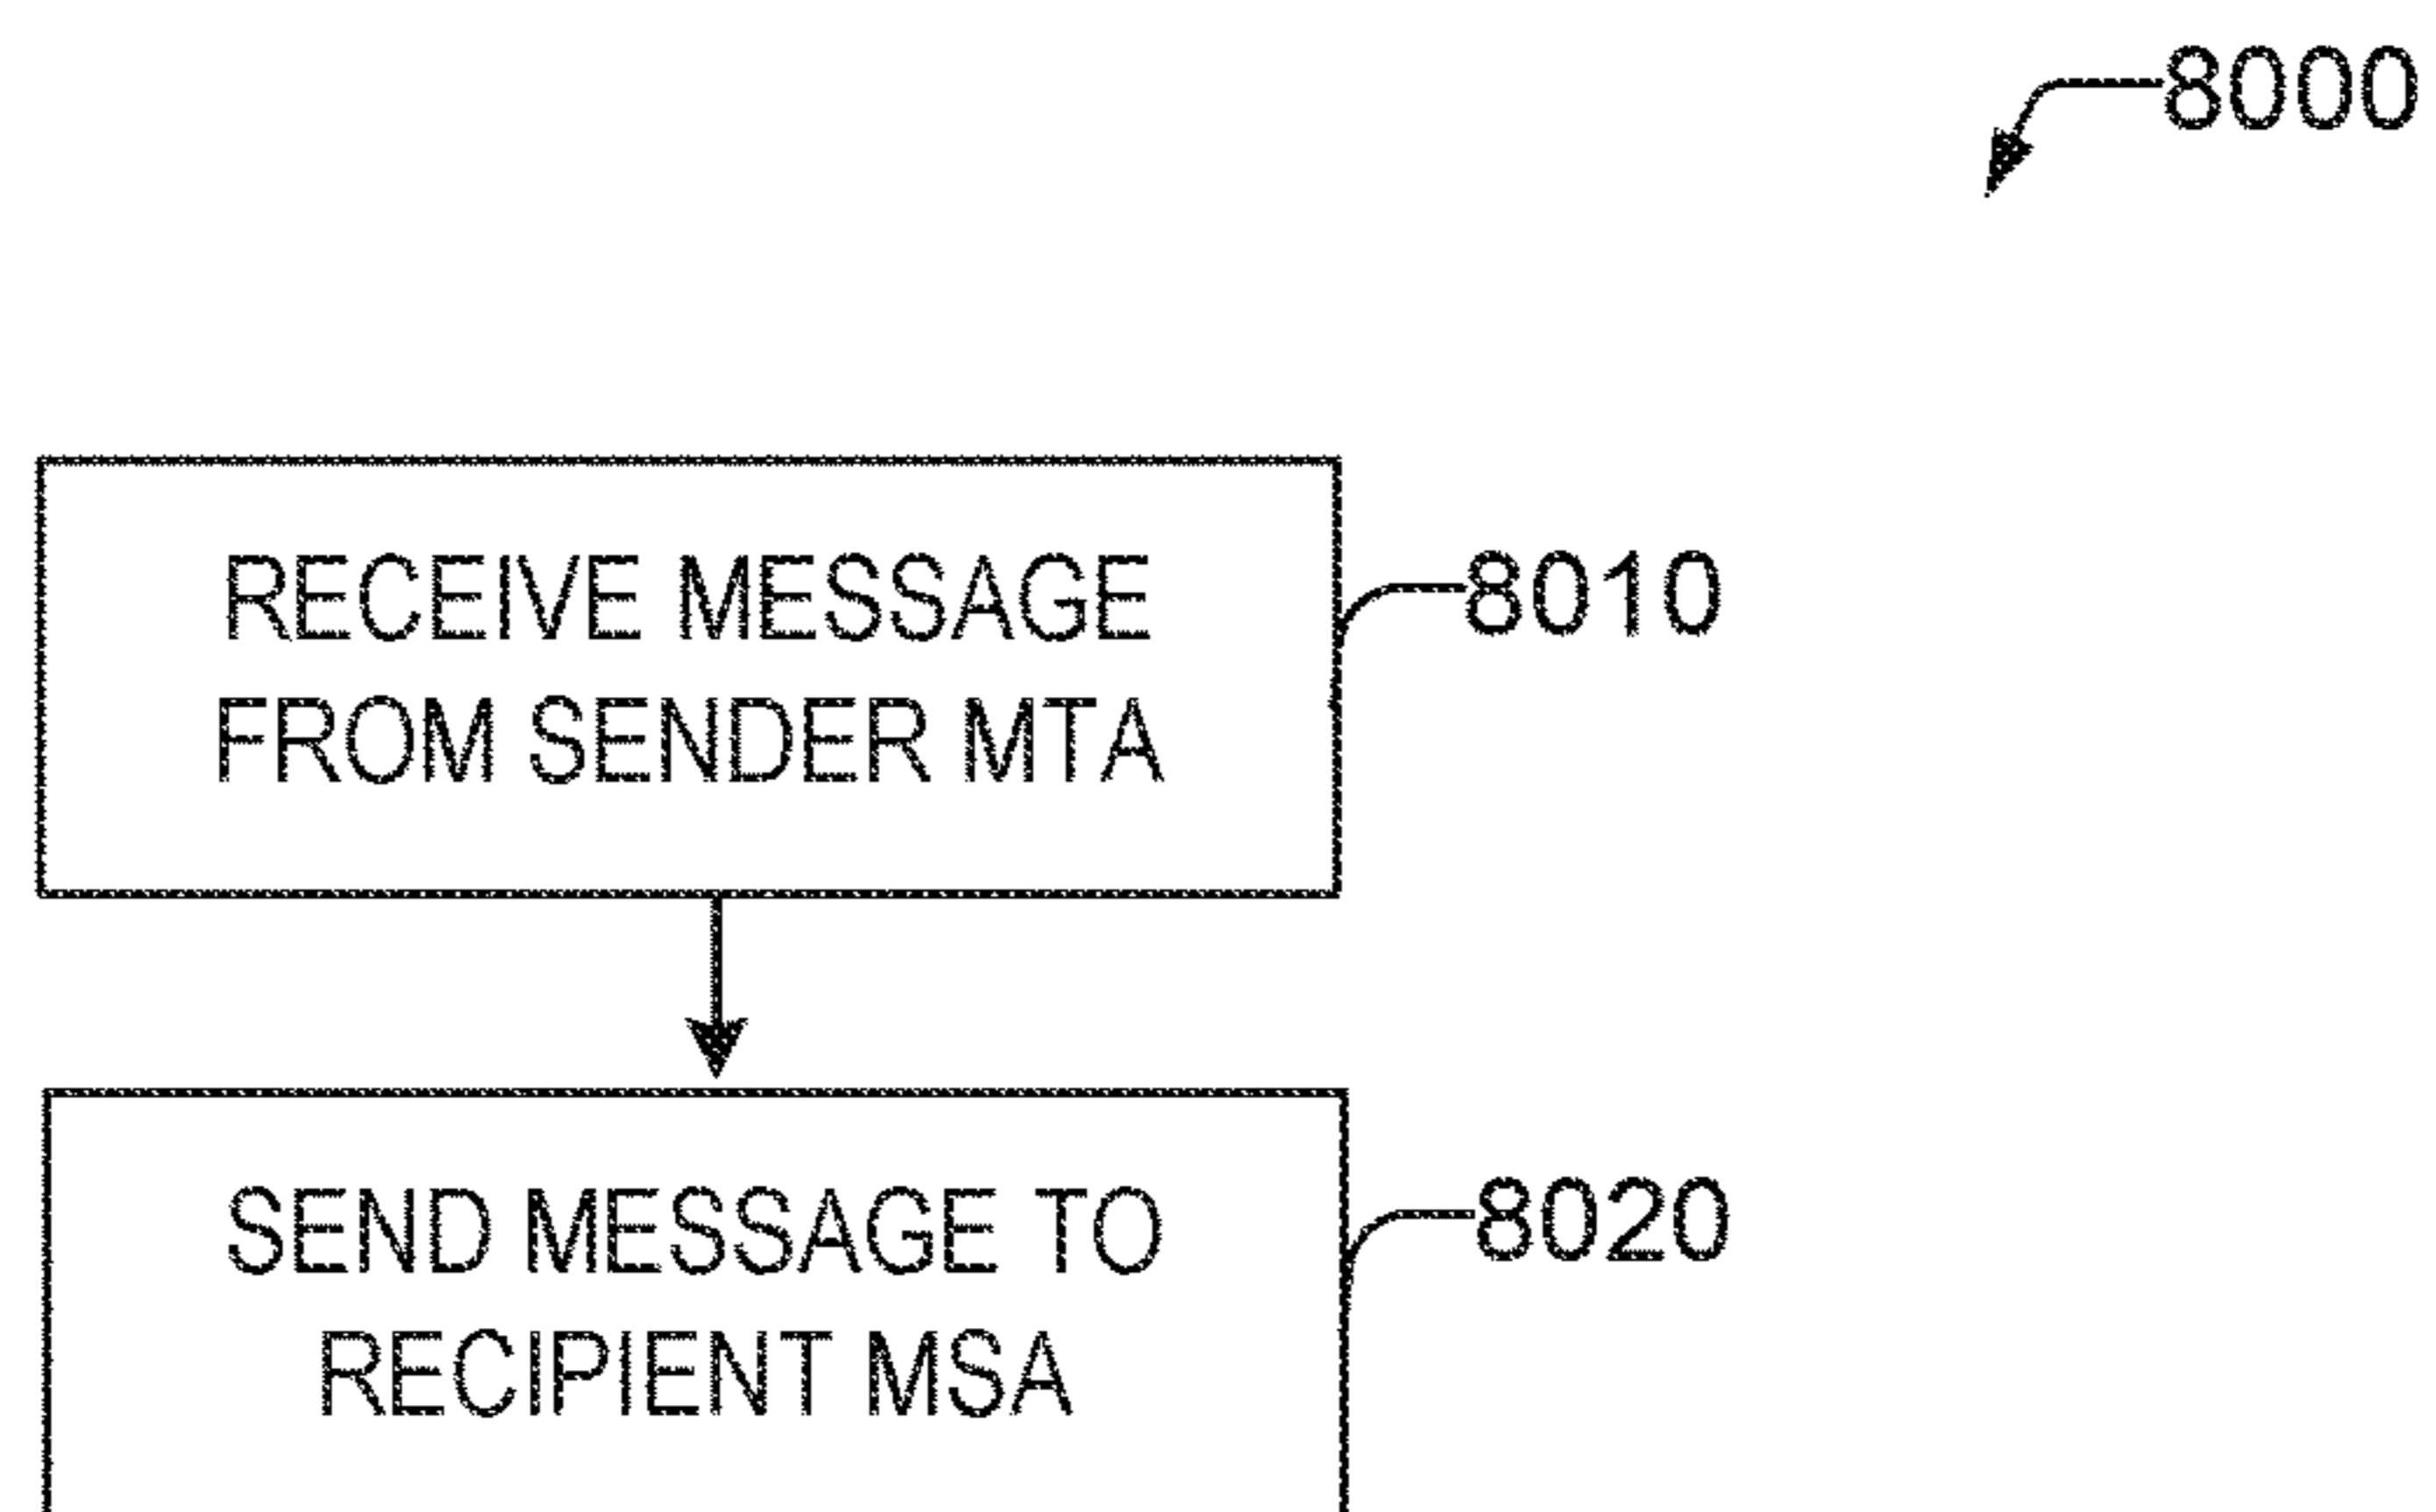 8000
RECEIVE MESSAGE
FROM SENDER MTA
8010
SEND MESSAGE TO
RECIPIENT MSA
8020